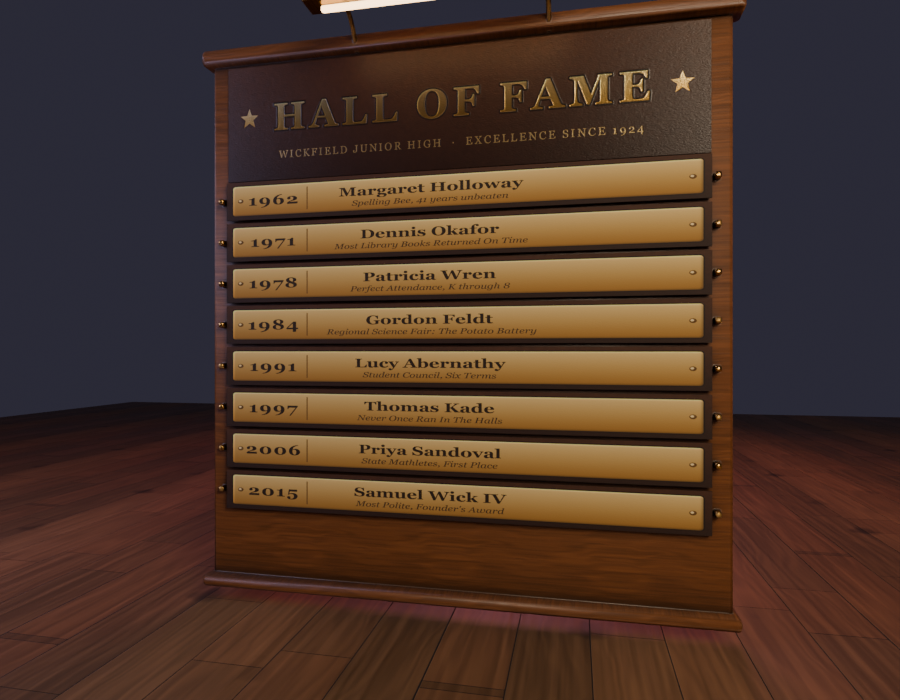 HALL OF FAME
WICKFIELD JUNIOR HIGH · EXCELLENCE SINCE 1924
1962 Margaret Holloway
Spelling Bee, 41 years unbeaten
1971 Dennis Okafor
Most Library Books Returned On Time
1978 Patricia Wren
Perfect Attendance, K through 8
1984 Gordon Feldt
Regional Science Fair: The Potato Battery
1991 Lucy Abernathy
Student Council, Six Terms
1997 Thomas Kade
Never Once Ran In The Halls
2006 Priya Sandoval
State Mathletes, First Place
2015 Samuel Wick IV
Most Polite, Founder's Award